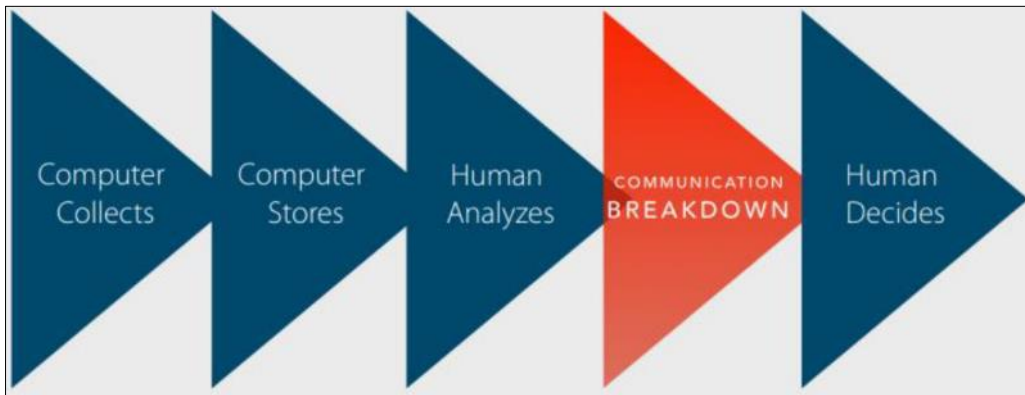 Computer
Collects
Computer
Stores
Human
Analyzes
COMMUNICATION
BREAKDOWN
Human
Decides